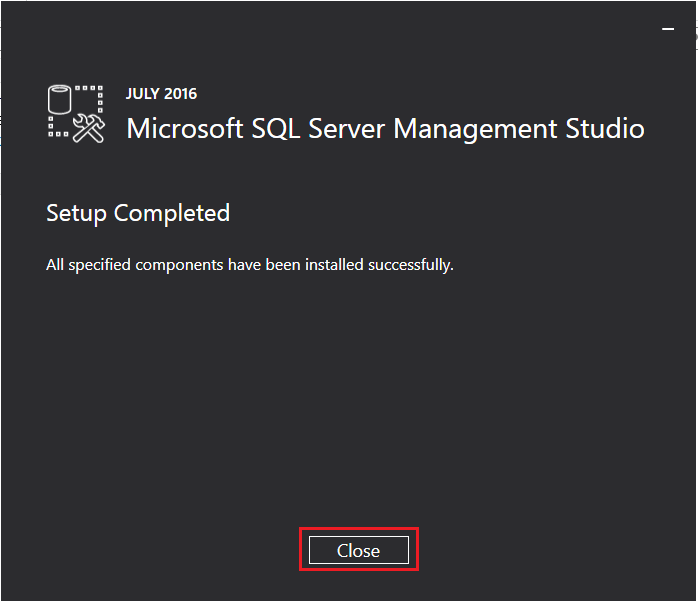 JULY 2016
Microsoft SQL Server Management Studio
Setup Completed
All specified components have been installed successfully.
Close